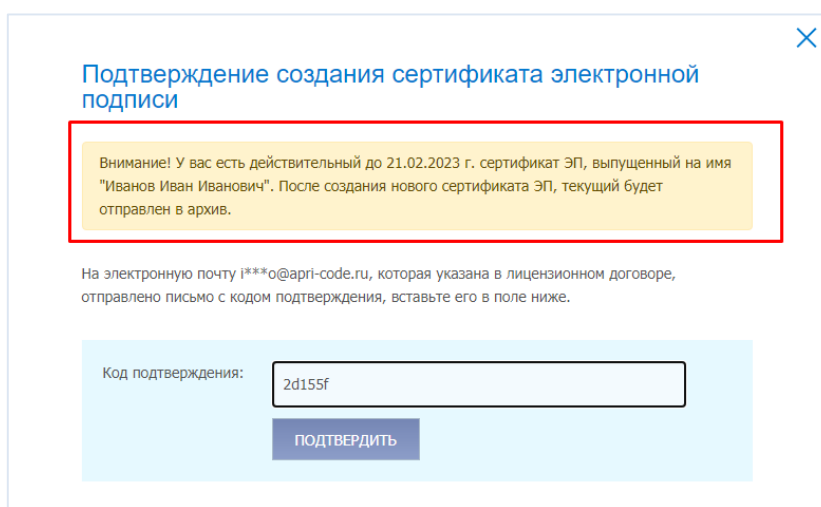 Подтверждение создания сертификата электронной
подписи
Внимание! У вас есть действительный до 21.02.2023 г. сертификат ЭП, выпущенный на имя
"Иванов Иван Иванович". После создания нового сертификата ЭП, текущий будет
отправлен в архив.
На электронную почту i***o@apri-code.ru, которая указана в лицензионном договоре,
отправлено письмо с кодом подтверждения, вставьте его в поле ниже.
Код подтверждения:
2d155f
ПОДТВЕРДИТЬ